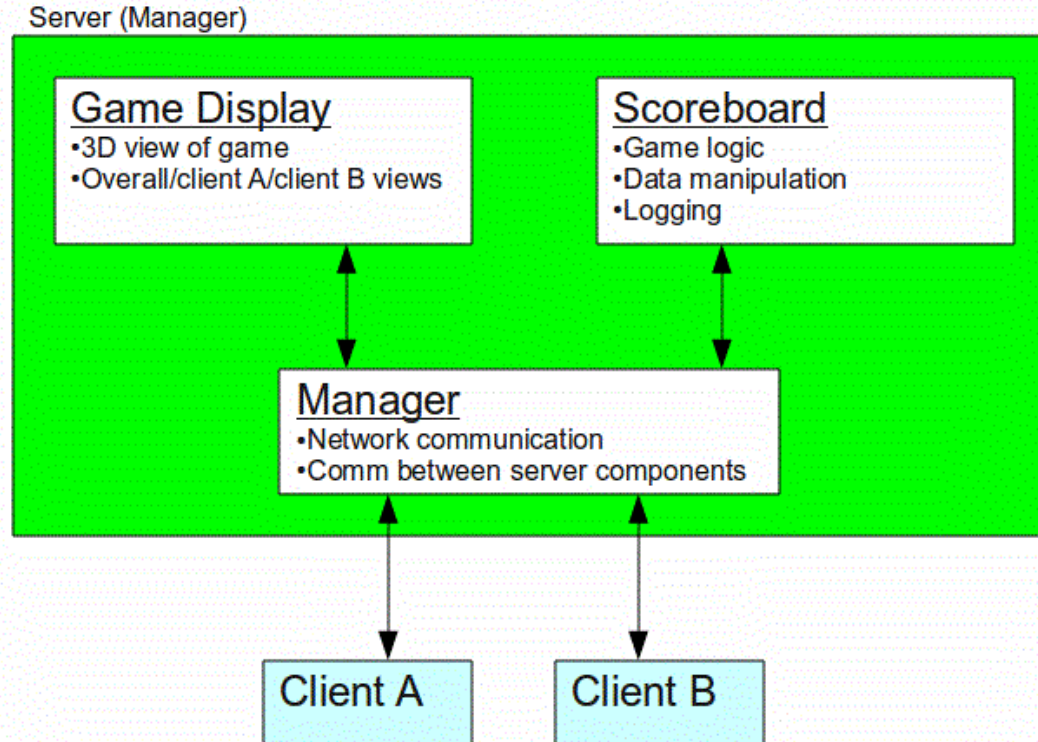 Server (Manager)
Game Display
•3D view of game
•Overall/client A/client B views
Scoreboard
•Game logic
•Data manipulation
•Logging
Manager
•Network communication
•Comm between server components
Client A
Client B